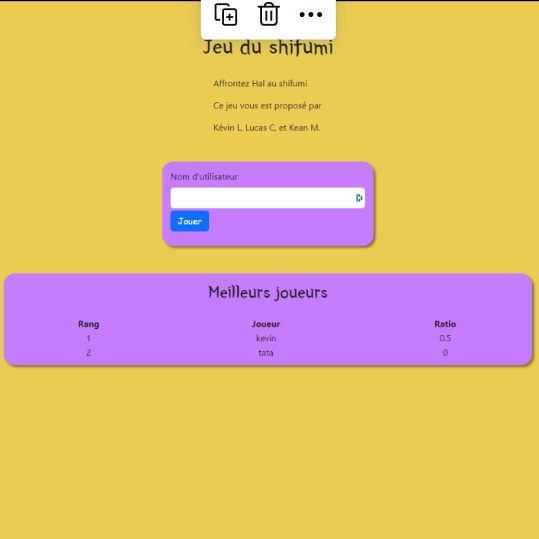 Jeu du shifumi
Affrontez Hal au shifumi
Ce jeu vous est proposé par
Kévin L, Lucas C, et Kean M.
Nom d'utilisateur
Jouer
Meilleurs joueurs
Rang Joueur Ratio
1 kevin 0.5
2 tata 0